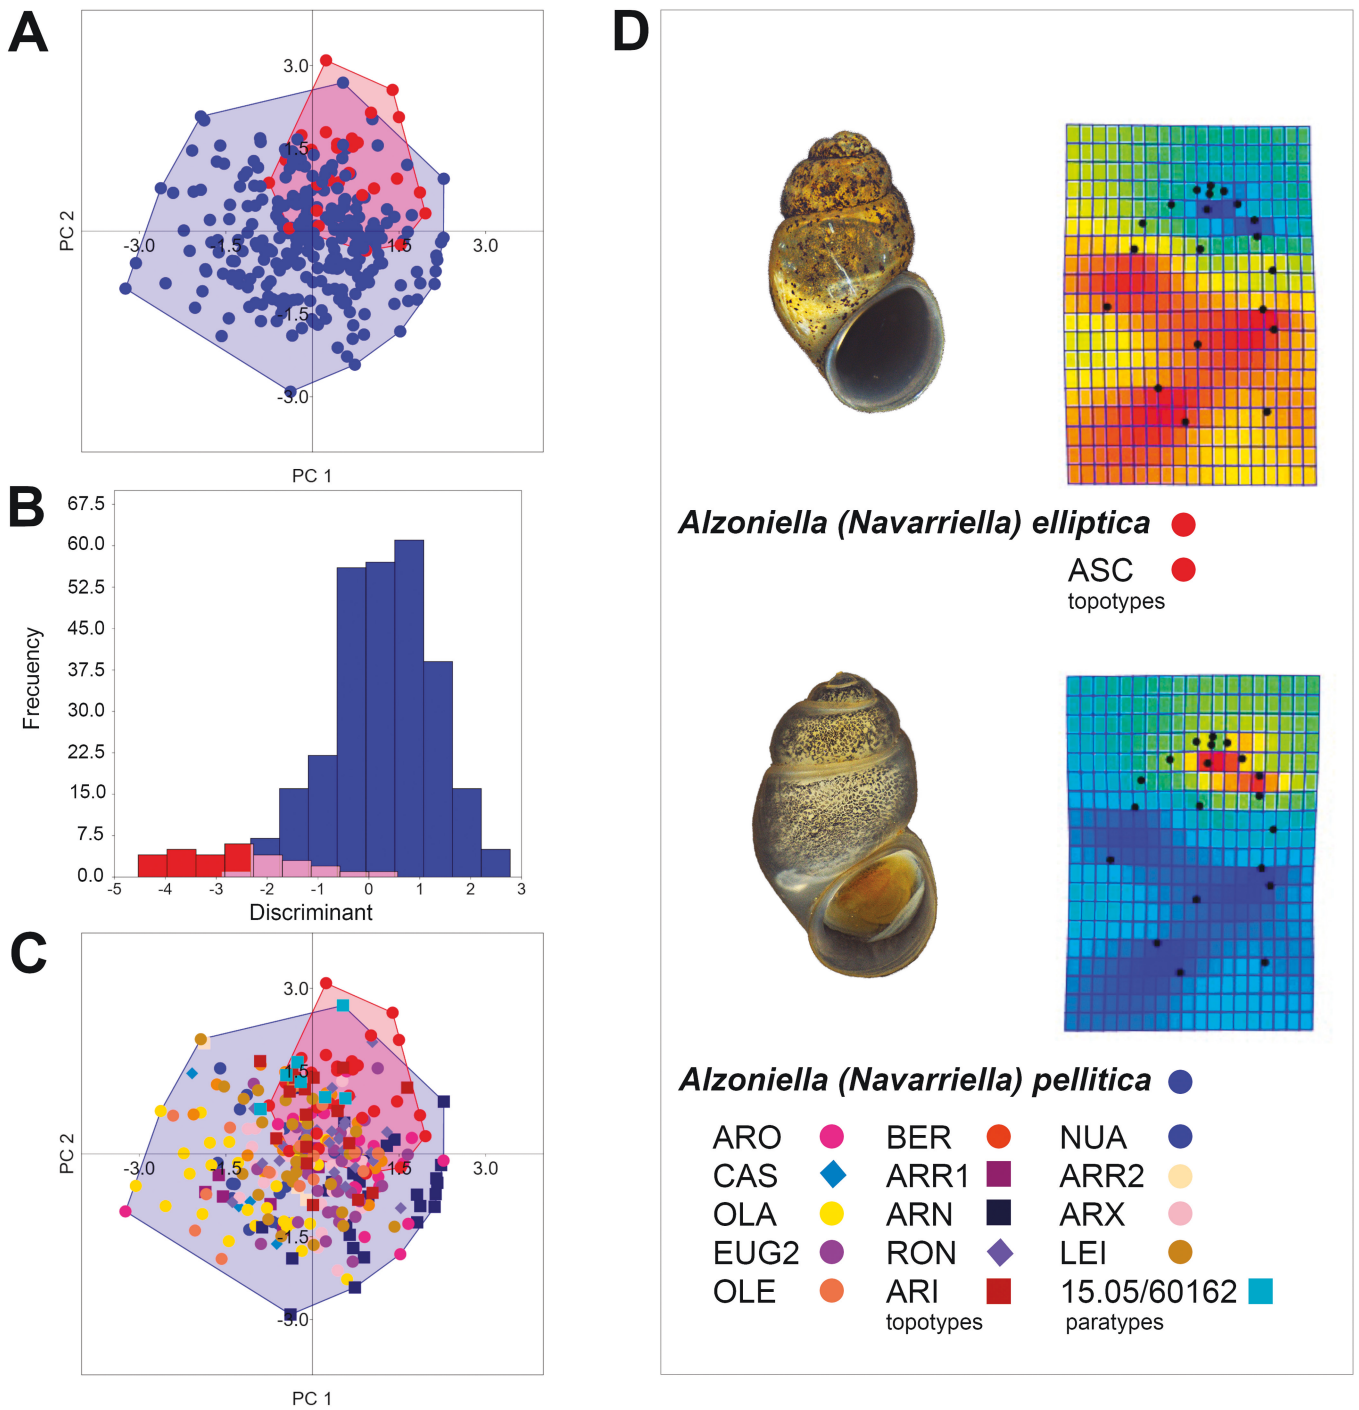 A
3.0
1.5
-3.0
-1.5
1.5
3.0
-1.5
-3.0
PC 2
PC 1
B
67.5
60.0
52.5
45.0
37.5
30.0
22.5
15.0
7.5
0.0
-5 -4 -3 -2 -1 0 1 2 3
Frecuency
Discriminant
C
3.0
1.5
-3.0
-1.5
1.5
3.0
-1.5
-3.0
PC 2
PC 1
D
Alzoniella (Navarriella) elliptica
ASC
topotypes
Alzoniella (Navarriella) pellitica
ARO BER NUA
CAS ARR1 ARR2
OLA ARN ARX
EUG2 RON LEI
OLE ARI 15.05/60162
topotypes paratypes